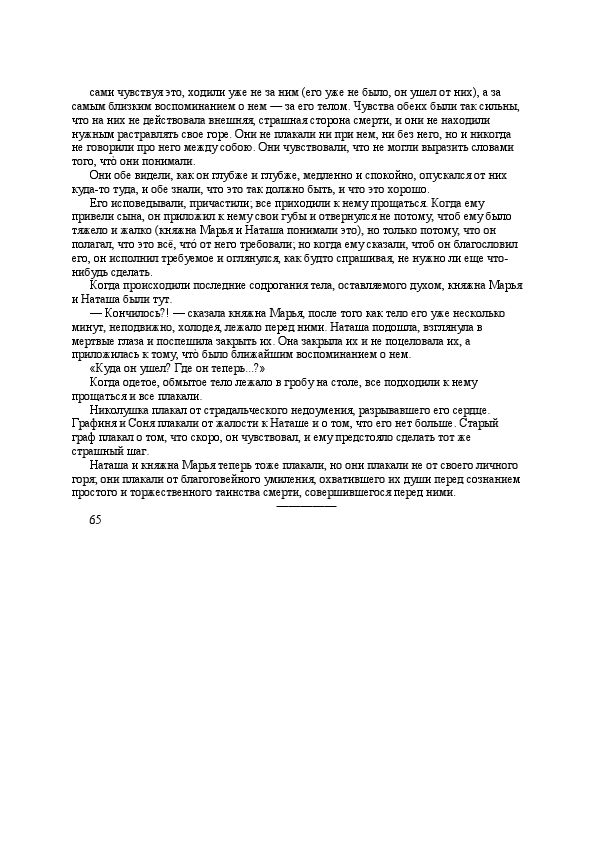 сами чувствуя это, ходили уже не за ним (его уже не было, он ушел от них), а за
самым близким воспоминанием о нем — за его телом. Чувства обеих были так сильны,
что на них не действовала внешняя, страшная сторона смерти, и они не находили
нужным растравлять свое горе. Они не плакали ни при нем, ни без него, но и никогда
не говорили про него между собою. Они чувствовали, что не могли выразить словами
того, что́ они понимали.
Они обе видели, как он глубже и глубже, медленно и спокойно, опускался от них
куда-то туда, и обе знали, что это так должно быть, и что это хорошо.
Его исповедывали, причастили; все приходили к нему прощаться. Когда ему
привели сына, он приложил к нему свои губы и отвернулся не потому, чтоб ему было
тяжело и жалко (княжна Марья и Наташа понимали это), но только потому, что он
полагал, что это всё, что́ от него требовали; но когда ему сказали, чтоб он благословил
его, он исполнил требуемое и оглянулся, как будто спрашивая, не нужно ли еще что-
нибудь сделать.
Когда происходили последние содрогания тела, оставляемого духом, княжна Марья
и Наташа были тут.
— Кончилось?! — сказала княжна Марья, после того как тело его уже несколько
минут, неподвижно, холодея, лежало перед ними. Наташа подошла, взглянула в
мертвые глаза и поспешила закрыть их. Она закрыла их и не поцеловала их, а
приложилась к тому, что́ было ближайшим воспоминанием о нем.
«Куда он ушел? Где он теперь...?»
Когда одетое, обмытое тело лежало в гробу на столе, все подходили к нему
прощаться и все плакали.
Николушка плакал от страдальческого недоумения, разрывавшего его сердце.
Графиня и Соня плакали от жалости к Наташе и о том, что его нет больше. Старый
граф плакал о том, что скоро, он чувствовал, и ему предстояло сделать тот же
страшный шаг.
Наташа и княжна Марья теперь тоже плакали, но они плакали не от своего личного
горя; они плакали от благоговейного умиления, охватившего их души перед сознанием
простого и торжественного таинства смерти, совершившегося перед ними.
65